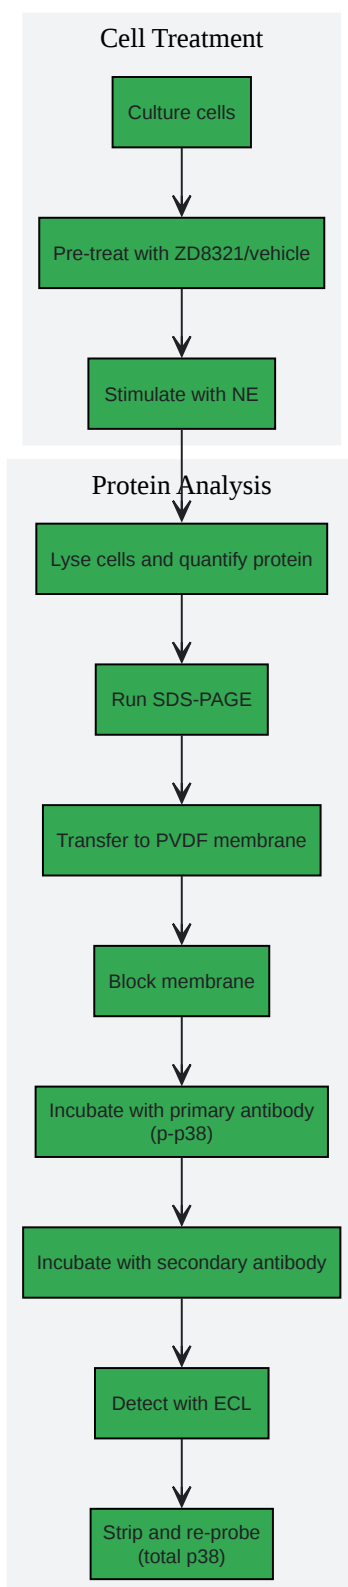 Cell Treatment
Culture cells
Pre-treat with ZD8321/vehicle
Stimulate with NE
Protein Analysis
Lyse cells and quantify protein
Run SDS-PAGE
Transfer to PVDF membrane
Block membrane
Incubate with primary antibody
(p-p38)
Incubate with secondary antibody
Detect with ECL
Strip and re-probe
(total p38)